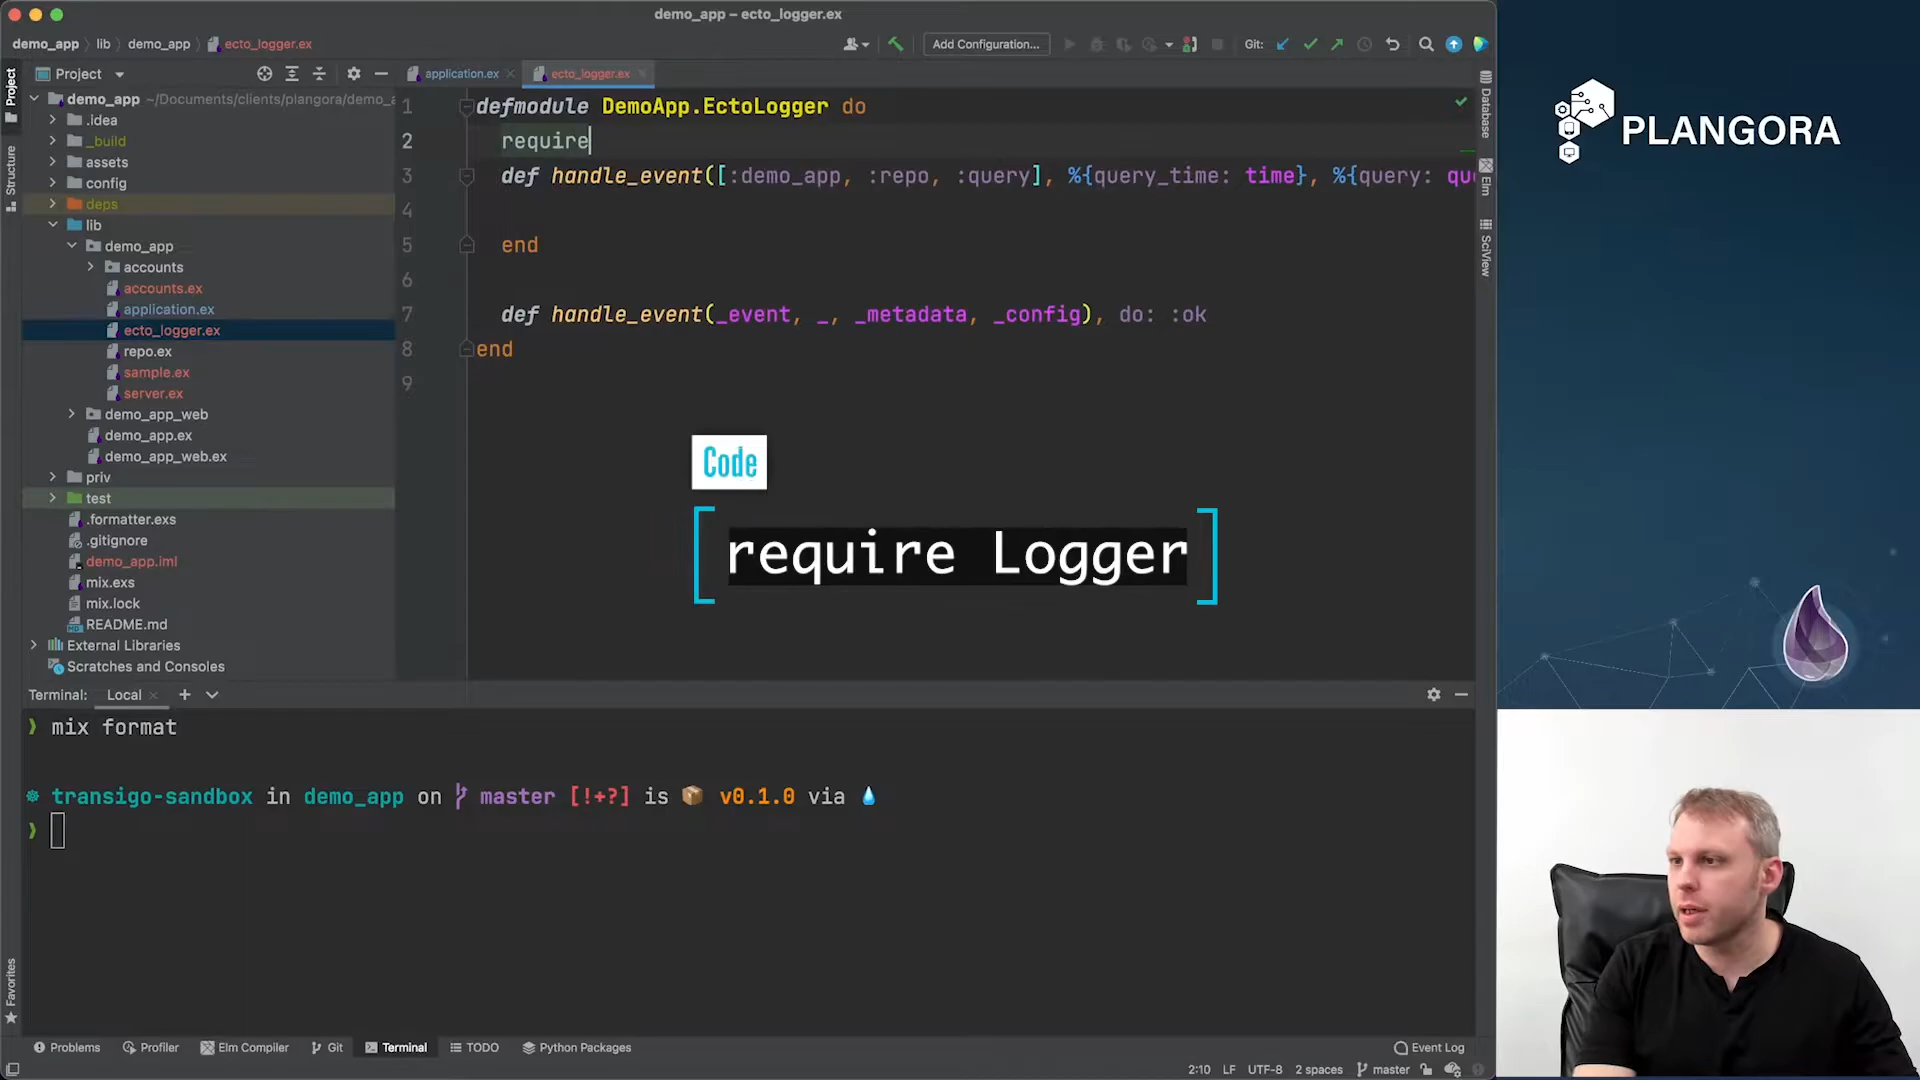 demo_app – ecto_logger.ex
demo_app lib demo_app ecto_logger.ex
Add Configuration...
Git:
Project
application.ex
ecto_logger.ex
demo_app ~/Documents/clients/plangora/demo_a
.idea
_build
assets
config
deps
lib
demo_app
accounts
accounts.ex
application.ex
ecto_logger.ex
repo.ex
sample.ex
server.ex
demo_app_web
demo_app.ex
demo_app_web.ex
priv
test
.formatter.exs
.gitignore
demo_app.iml
mix.exs
mix.lock
README.md
External Libraries
Scratches and Consoles
Project
Structure
Favorites
1 defmodule DemoApp.EctoLogger do
2 require
3 def handle_event([:demo_app, :repo, :query], %{query_time: time}, %{query: qu
4
5 end
6
7 def handle_event(_event, _, _metadata, _config), do: :ok
8 end
9
Code
require Logger
Database
Elm
SciView
PLANGORA
Terminal: Local
❯ mix format
transigo-sandbox in demo_app on master [!+?] is 📦 v0.1.0 via 💧
❯
Problems Profiler Elm Compiler Git Terminal TODO Python Packages Event Log
2:10 LF UTF-8 2 spaces master